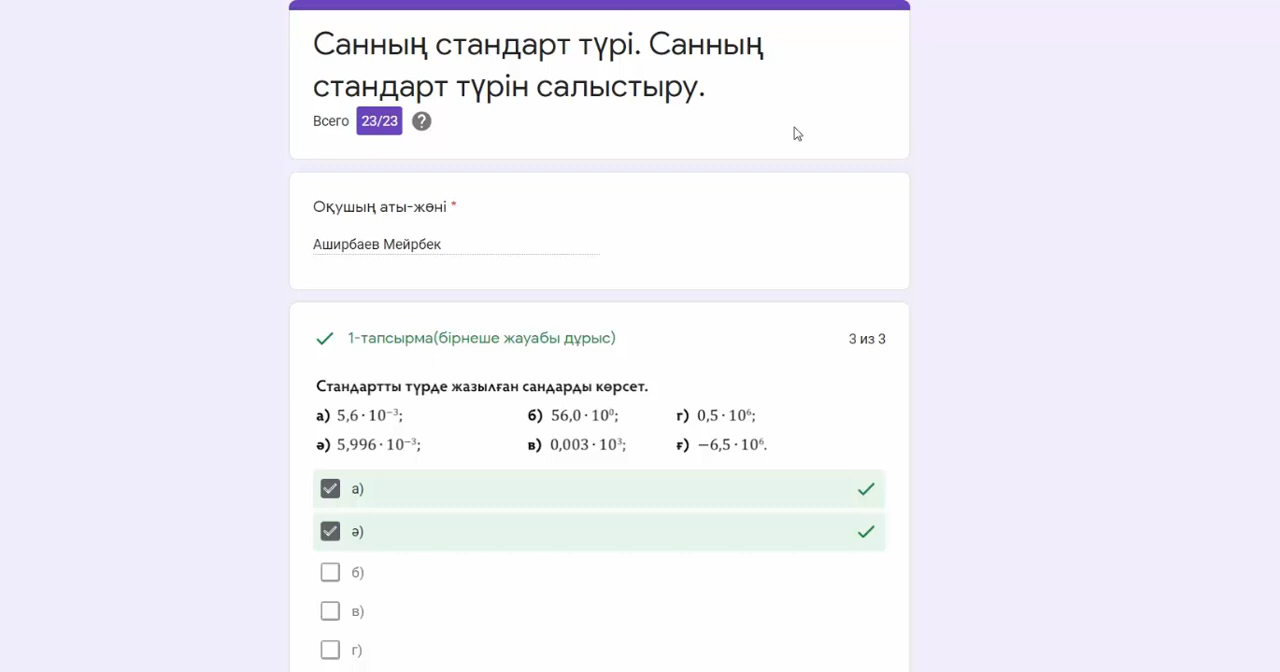 Санның стандарт түрі. Санның
стандарт түрін салыстыру.
Всего 23/23 ?
Оқушың аты-жөні *
Аширбаев Мейрбек
1-тапсырма(бірнеше жауабы дұрыс) 3 из 3
Стандартты түрде жазылған сандарды көрсет.
а) 5,6 · 10⁻³; б) 56,0 · 10⁰; г) 0,5 · 10⁶;
ә) 5,996 · 10⁻³; в) 0,003 · 10³; ғ) −6,5 · 10⁶.
а)
ә)
б)
в)
г)